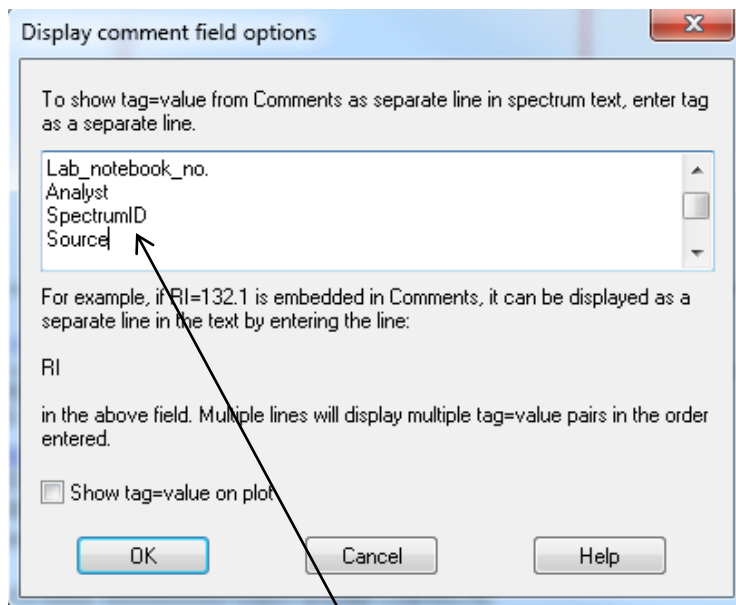 Display comment field options
To show tag=value from Comments as separate line in spectrum text, enter tag
as a separate line.
Lab_notebook_no.
Analyst
SpectrumID
Source
For example, if RI=132.1 is embedded in Comments, it can be displayed as a
separate line in the text by entering the line:
RI
in the above field. Multiple lines will display multiple tag=value pairs in the order
entered.
Show tag=value on plot
OK
Cancel
Help